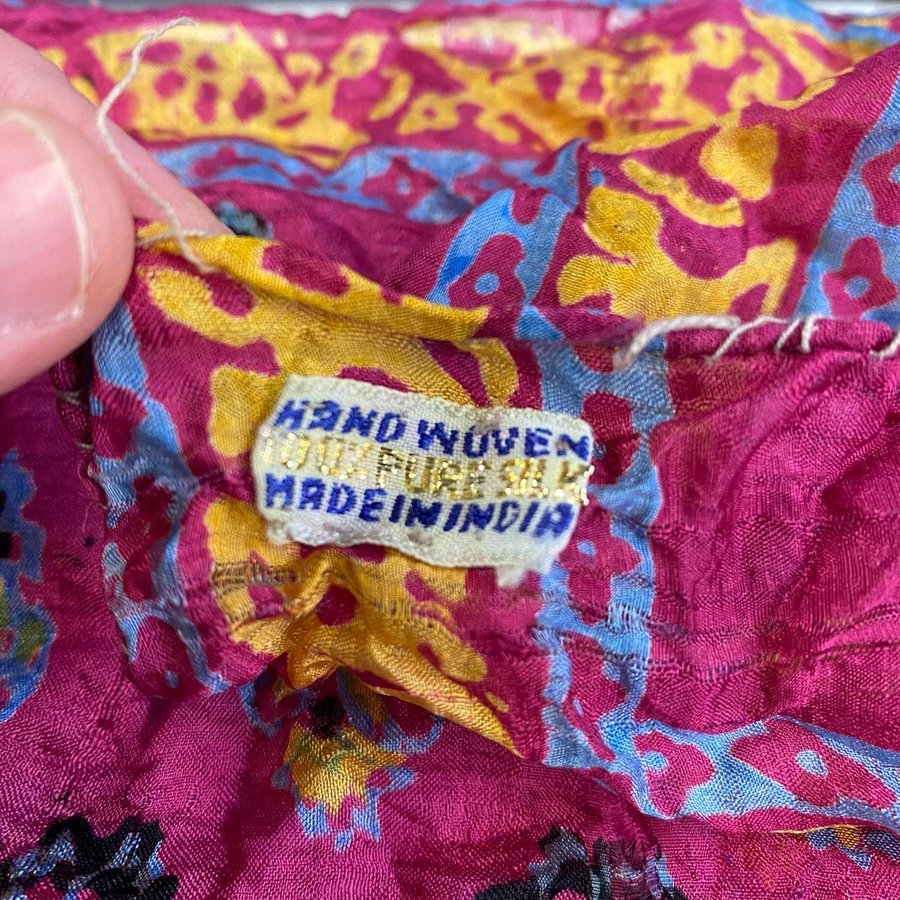 HAND WOVEN
100% PURE SILK
MADE IN INDIA